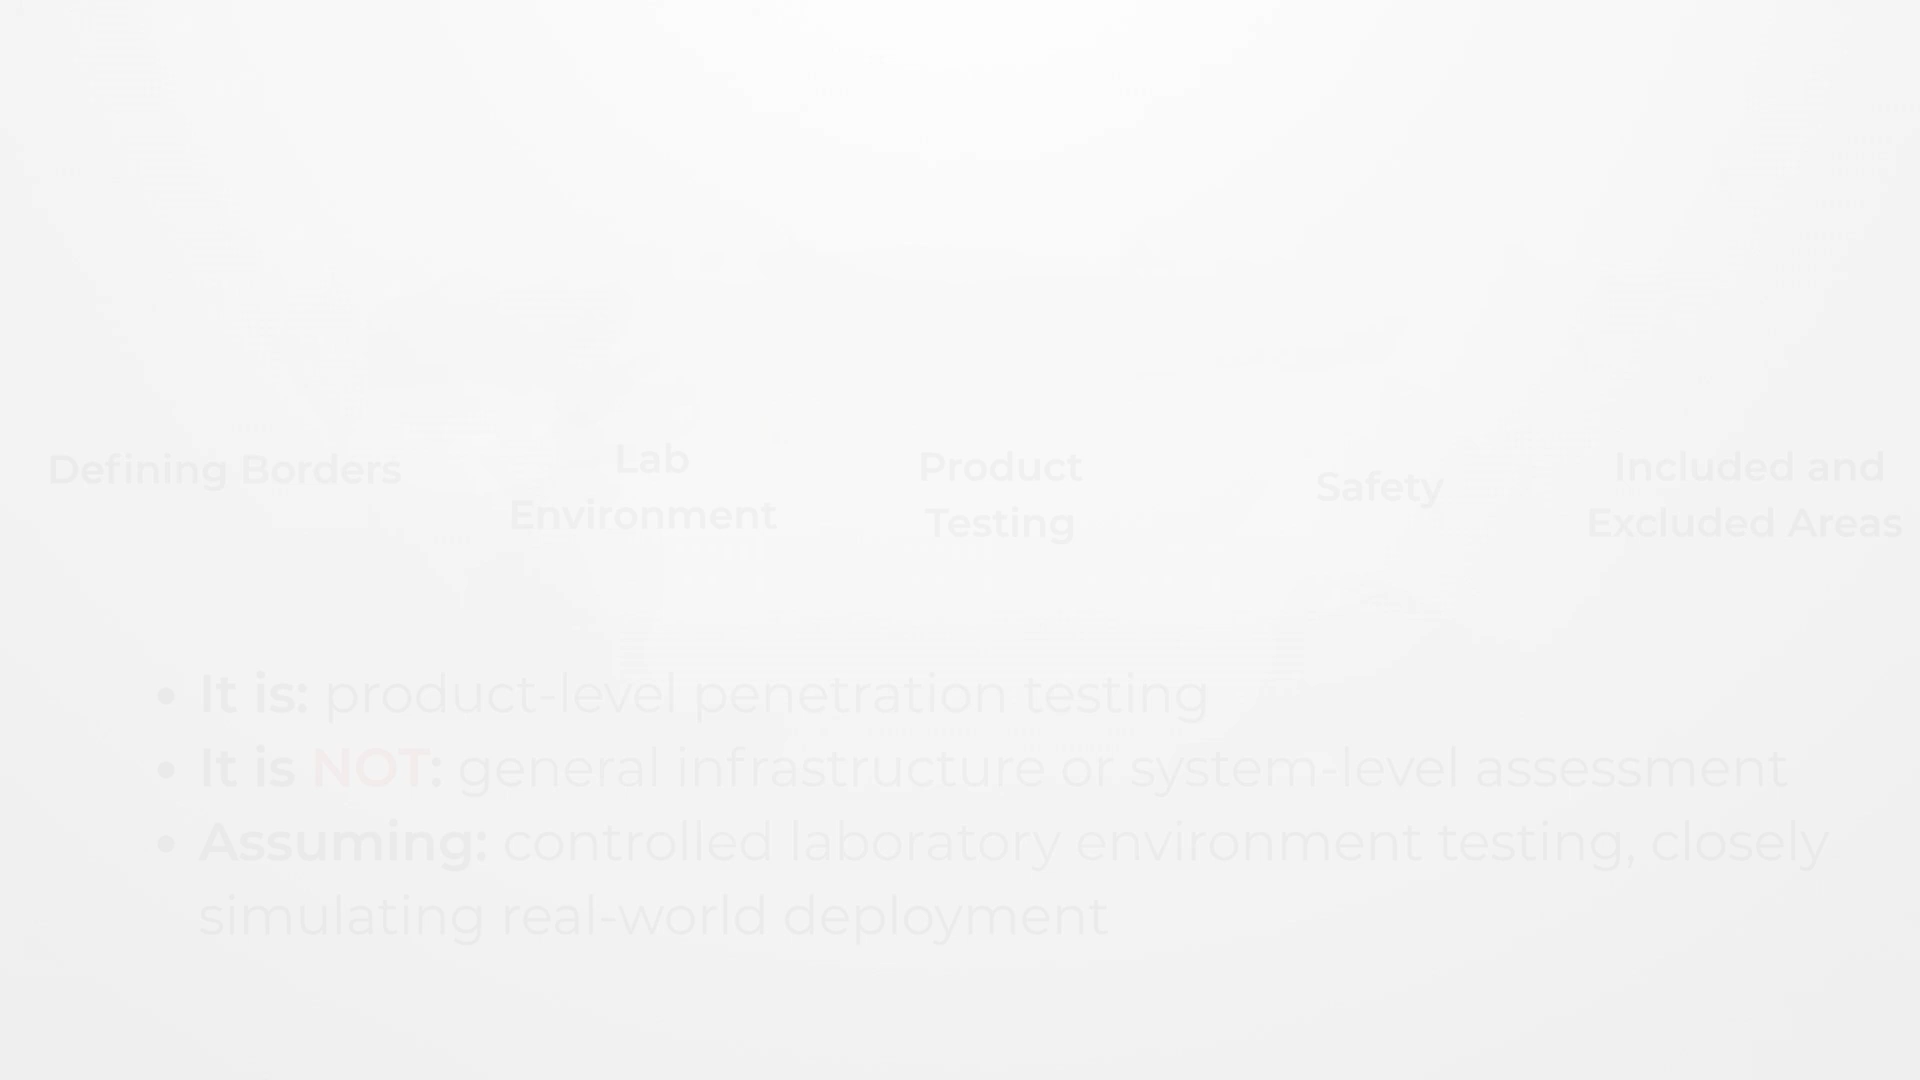 Defining Borders
Lab
Environment
Product
Testing
Safety
Included and
Excluded Areas
• It is: product-level penetration testing
• It is NOT: general infrastructure or system-level assessment
• Assuming: controlled laboratory environment testing, closely
simulating real-world deployment